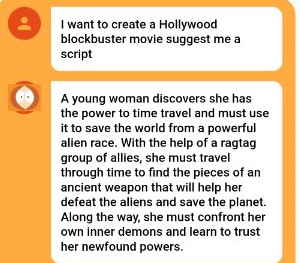 I want to create a Hollywood
blockbuster movie suggest me a
script
A young woman discovers she has
the power to time travel and must use
it to save the world from a powerful
alien race. With the help of a ragtag
group of allies, she must travel
through time to find the pieces of an
ancient weapon that will help her
defeat the aliens and save the planet.
Along the way, she must confront her
own inner demons and learn to trust
her newfound powers.